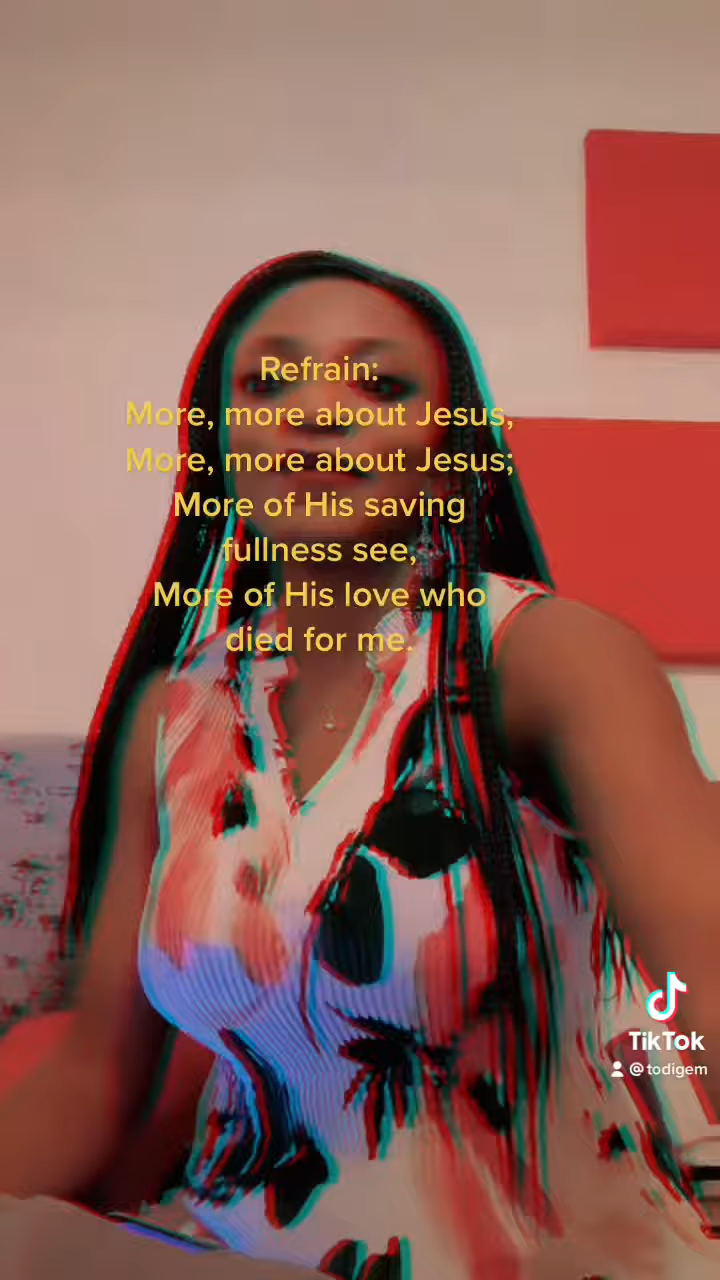 Refrain:
More, more about Jesus,
More, more about Jesus;
More of His saving
fullness see,
More of His love who
died for me.
TikTok
@todigem